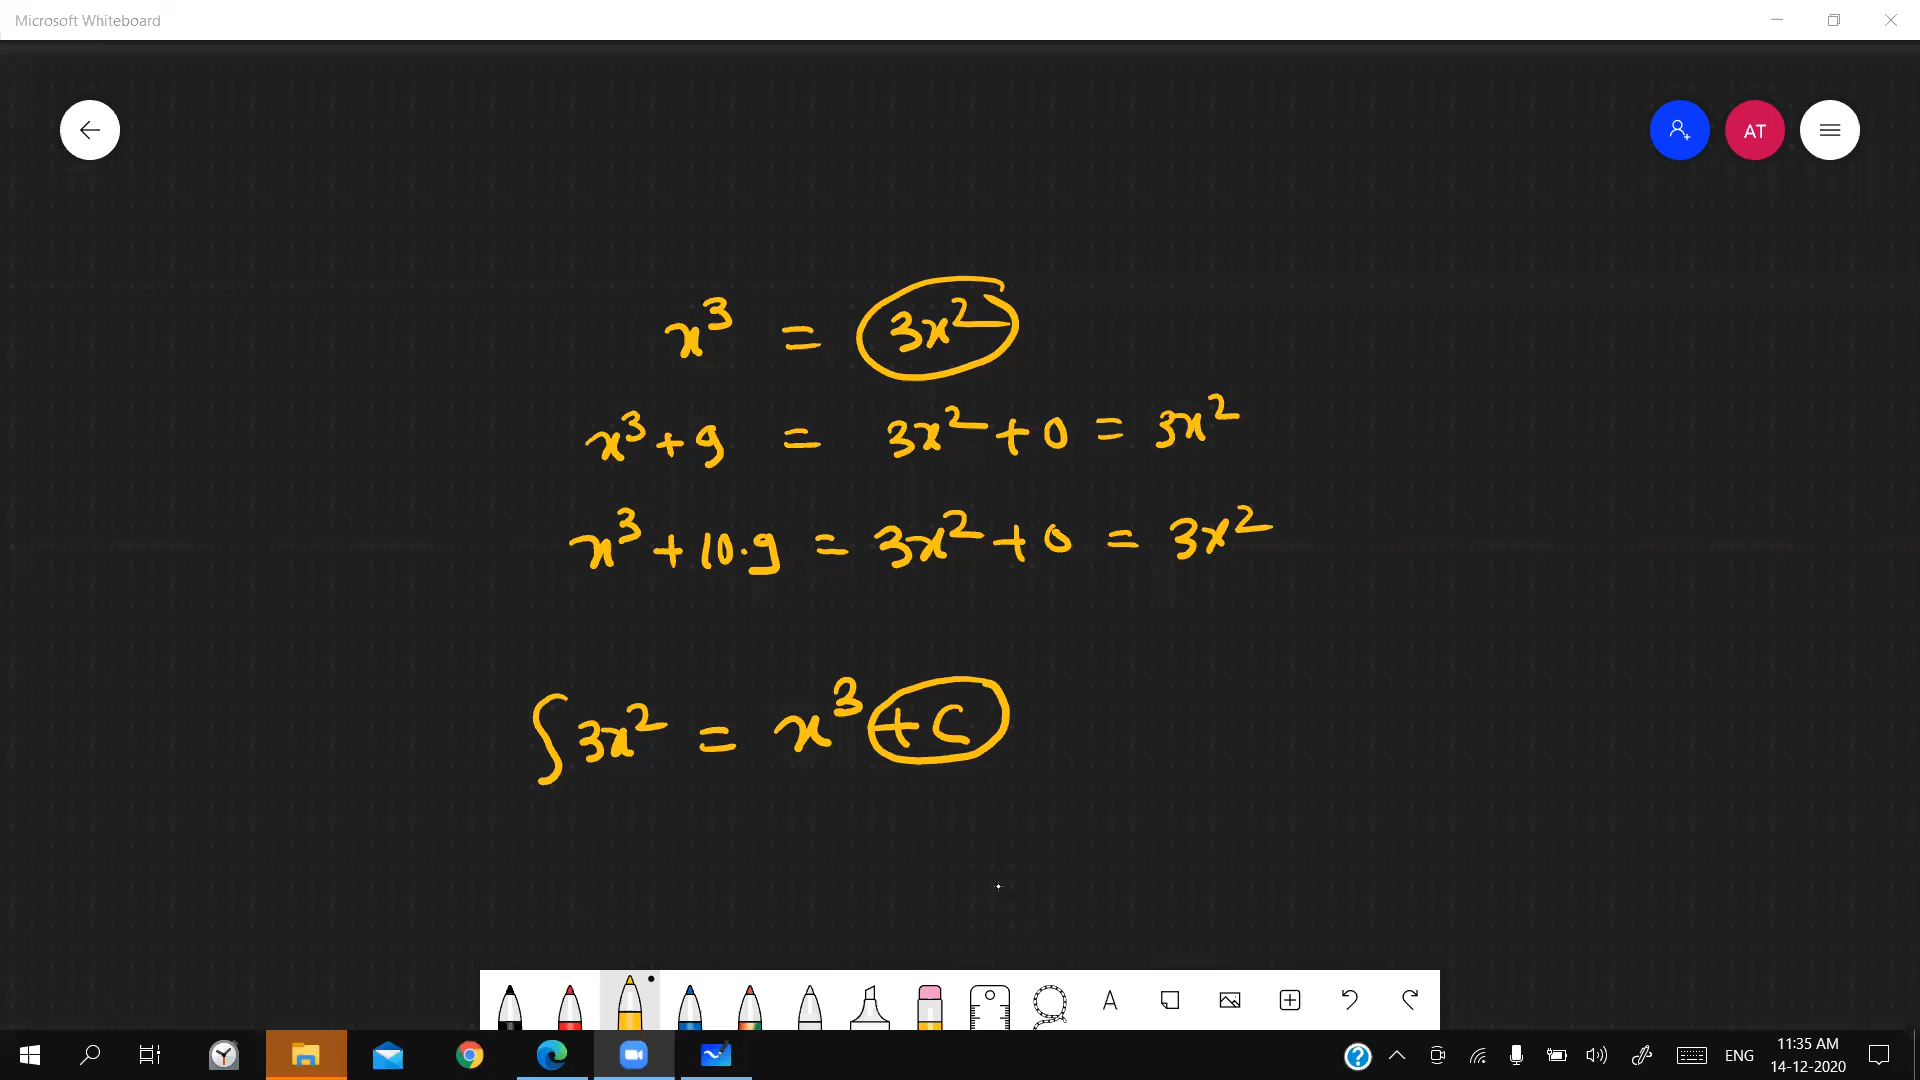 Microsoft Whiteboard
AT
x³ = 3x²
x³ + 9 = 3x² + 0 = 3x²
x³ + 10.9 = 3x² + 0 = 3x²
∫3x² = x³ + C
A
ENG
11:35 AM
14-12-2020